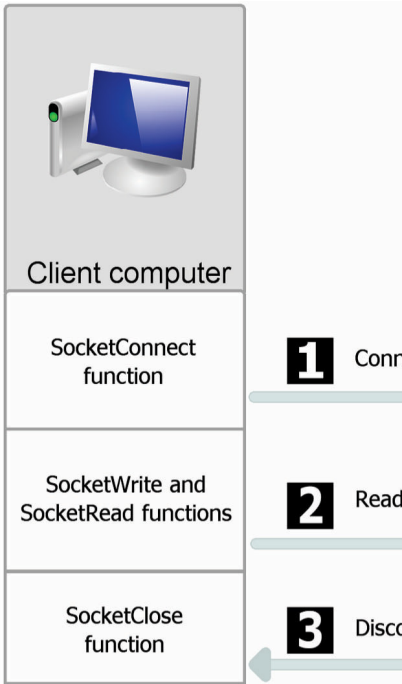 Client computer
SocketConnect
function
1
SocketWrite and
SocketRead functions
2
SocketClose
function
3